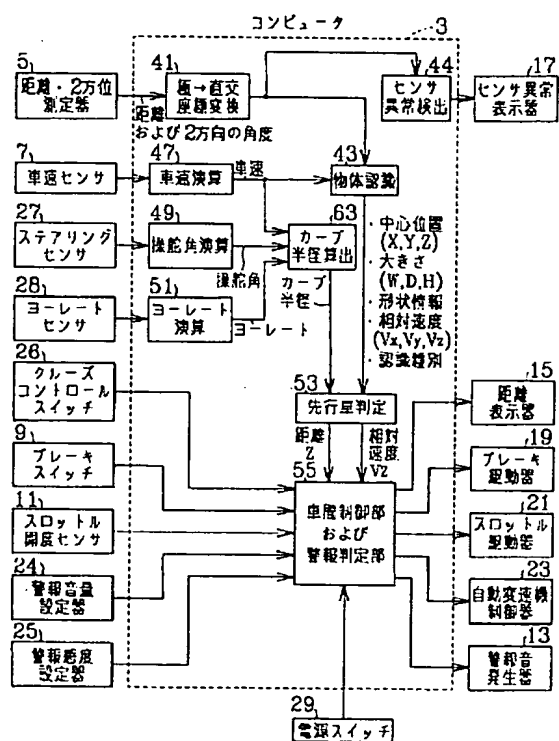 コンピュータ
3
5
距離・2方位
測定器
41
極→直交
座標変換
距離
および2方向の角度
44
センサ
異常検出
17
センサ異常
表示器
7
車速センサ
47
車速演算
車速
43
物体認識
27
ステアリング
センサ
49
操舵角演算
操舵角
63
カーブ
半径算出
カーブ
半径
・中心位置
(X,Y,Z)
・大きさ
(W,D,H)
・形状情報
・相対速度
(Vx,Vy,Vz)
・認識種別
28
ヨーレート
センサ
51
ヨーレート
演算
ヨーレート
26
クルーズ
コントロール
スイッチ
53
先行車判定
距離
Z
相対
速度
Vz
15
距離
表示器
9
ブレーキ
スイッチ
55
車間制御部
および
警報判定部
19
ブレーキ
駆動器
11
スロットル
開度センサ
21
スロットル
駆動器
24
警報音量
設定器
23
自動変速機
制御器
25
警報感度
設定器
13
警報音
発生器
29
電源スイッチ